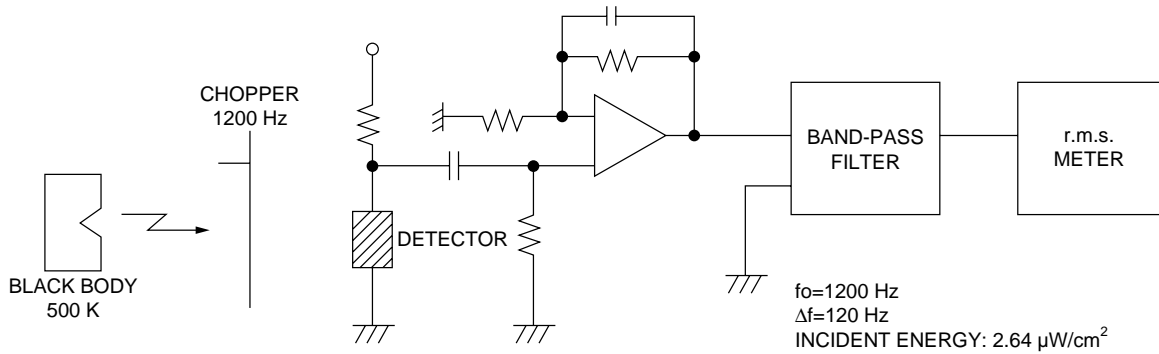 CHOPPER
1200 Hz
BAND-PASS
FILTER
r.m.s.
METER
DETECTOR
BLACK BODY
500 K
fo=1200 Hz
Δf=120 Hz
INCIDENT ENERGY: 2.64 μW/cm²